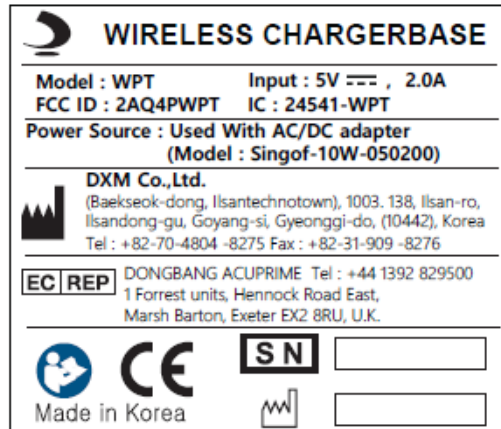 WIRELESS CHARGERBASE
Model : WPT Input : 5V ⎓ , 2.0A
FCC ID : 2AQ4PWPT IC : 24541-WPT
Power Source : Used With AC/DC adapter
(Model : Singof-10W-050200)
DXM Co.,Ltd.
(Baekseok-dong, Ilsantechnotown), 1003. 138, Ilsan-ro,
Ilsandong-gu, Goyang-si, Gyeonggi-do, (10442), Korea
Tel : +82-70-4804 -8275 Fax : +82-31-909 -8276
EC REP DONGBANG ACUPRIME Tel : +44 1392 829500
1 Forrest units, Hennock Road East,
Marsh Barton, Exeter EX2 8RU, U.K.
CE SN
Made in Korea